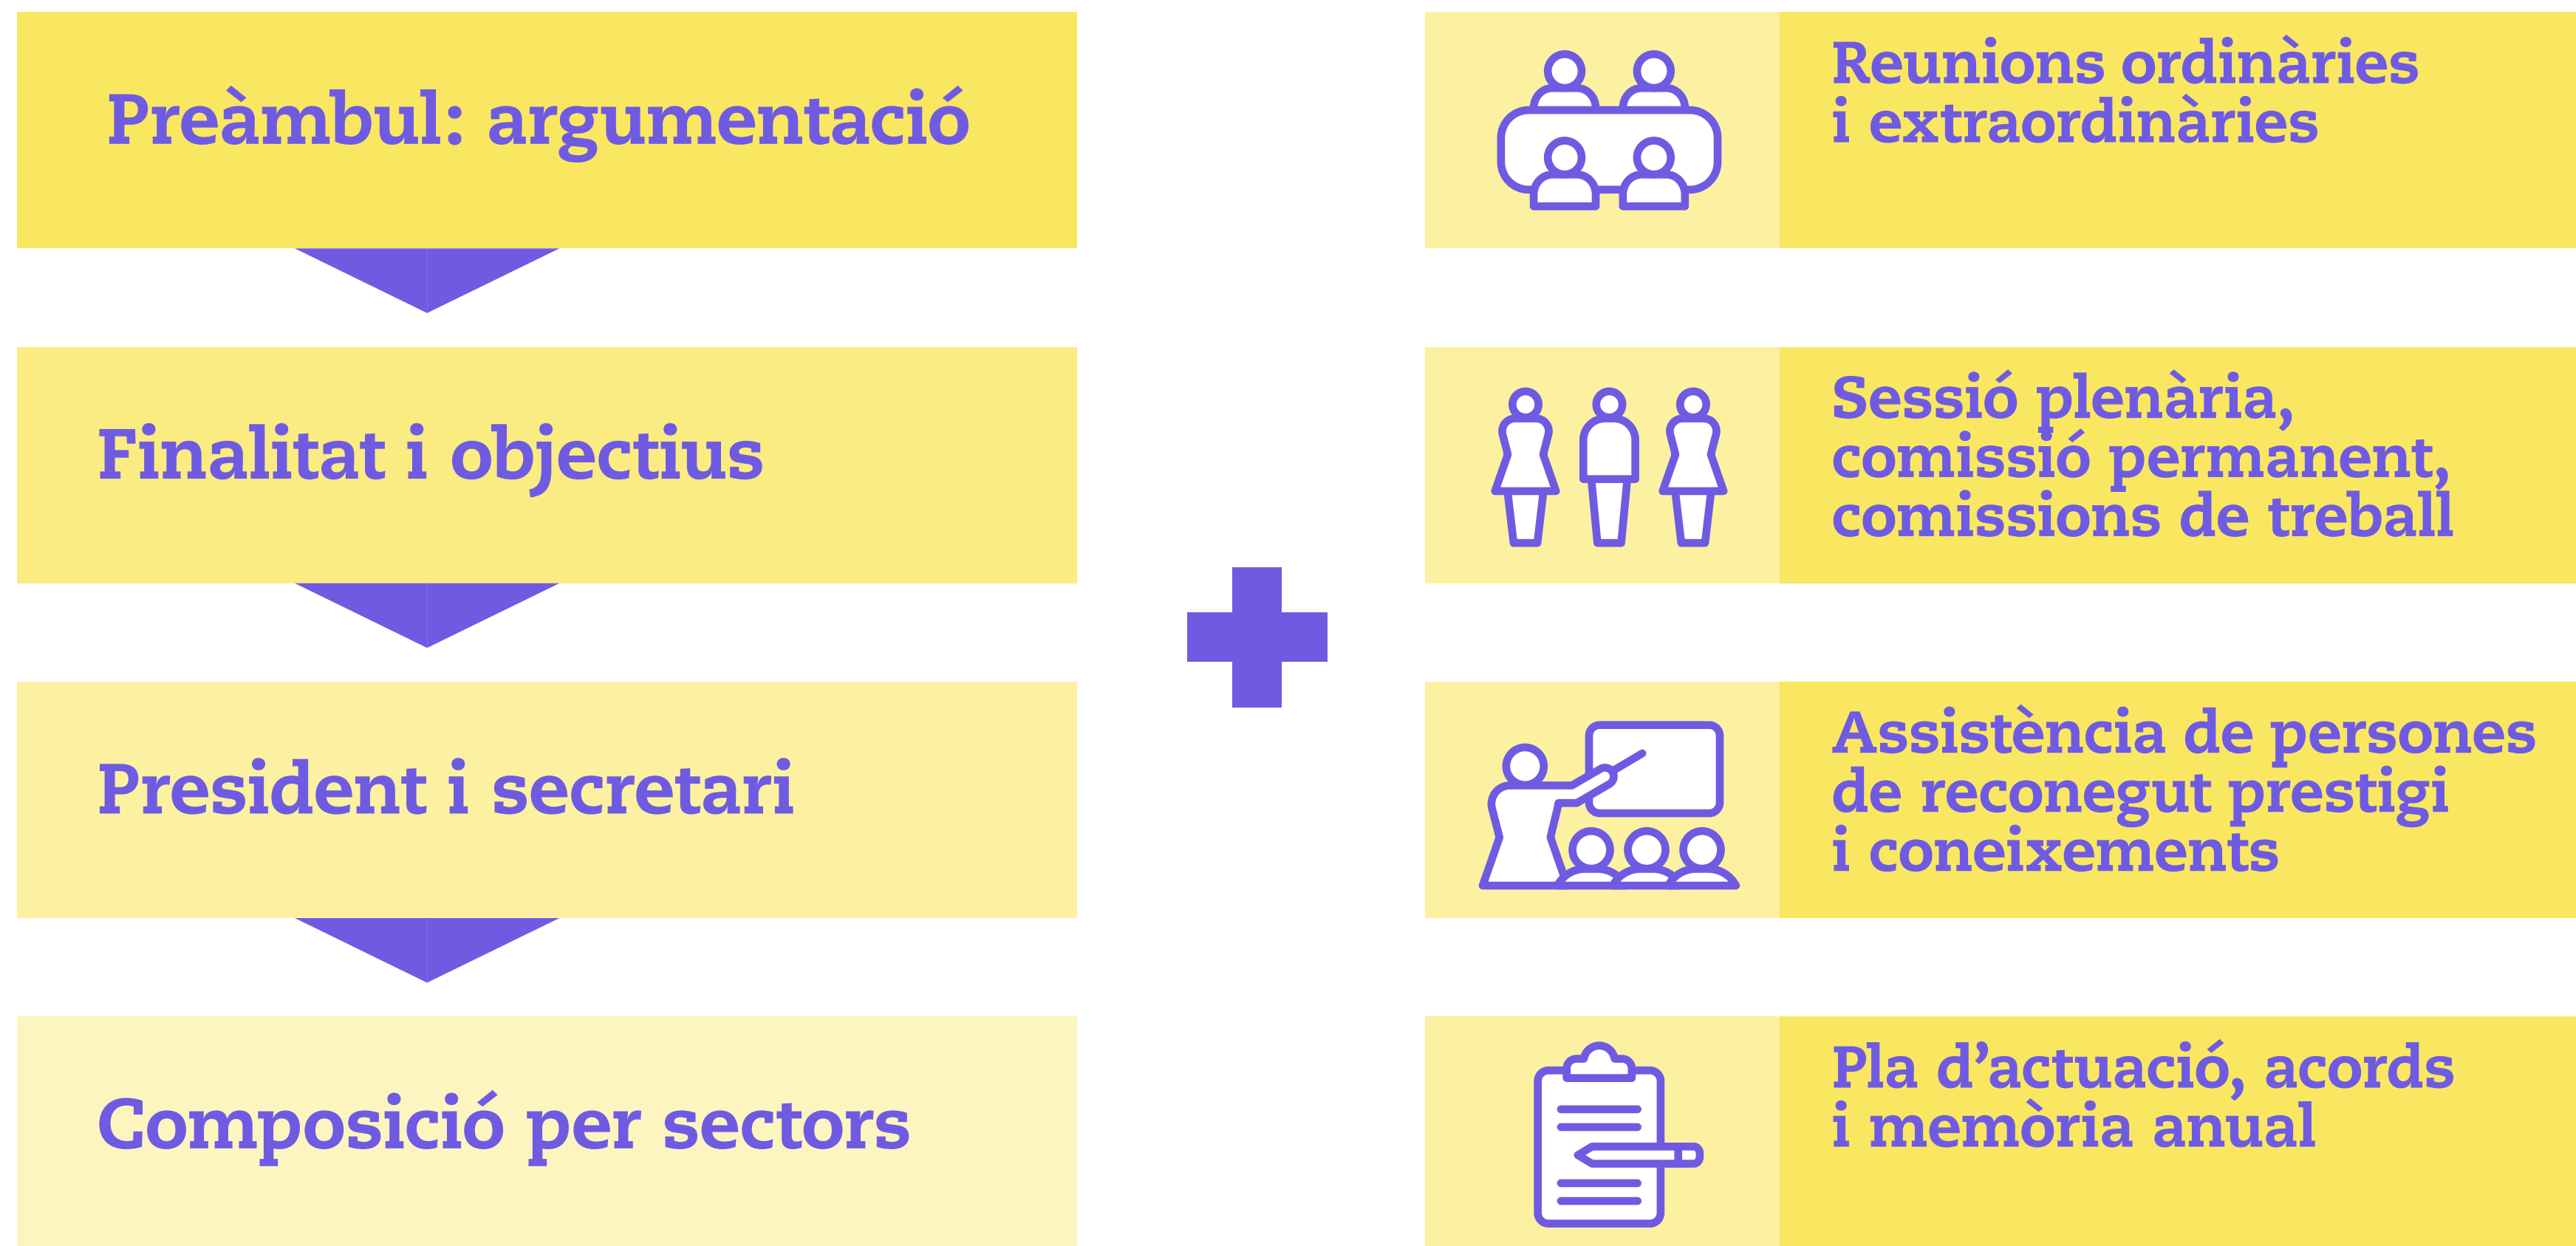 Preàmbul: argumentació
Finalitat i objectius
President i secretari
Composició per sectors
Reunions ordinàries
i extraordinàries
Sessió plenària,
comissió permanent,
comissions de treball
Assistència de persones
de reconegut prestigi
i coneixements
Pla d’actuació, acords
i memòria anual